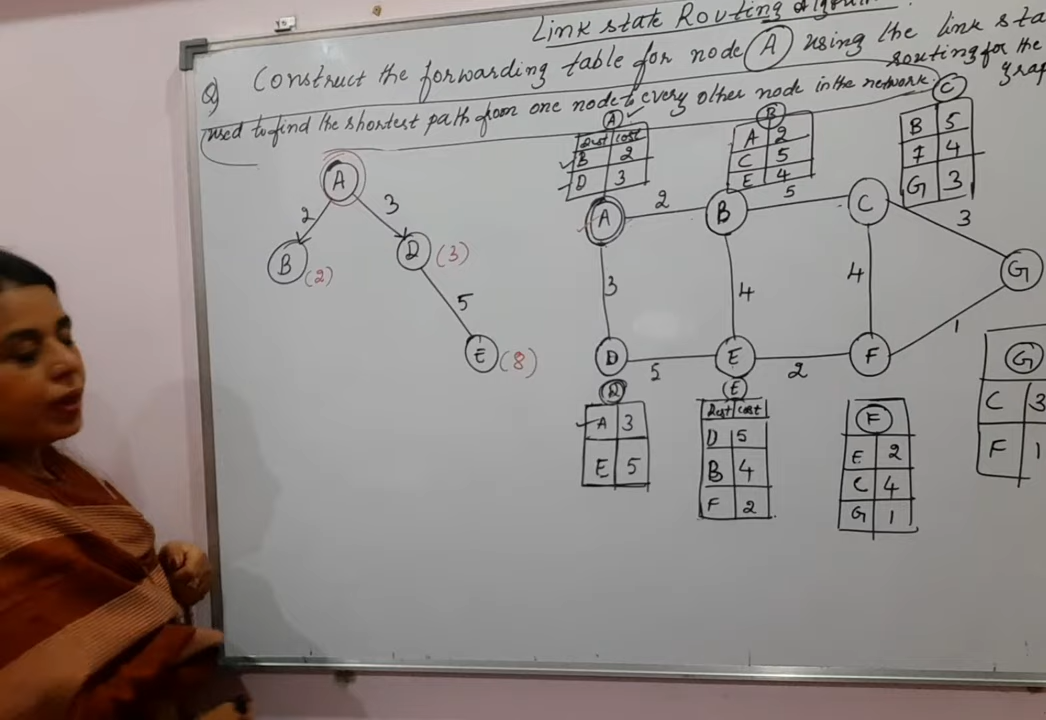 Link state Routing Algorith
Q) Construct the forwarding table for node A using the link sta
routing for the grap
used to find the shortest path from one node to every other node in the network.
A
Dest cost
B 2
D 3
B
A 2
C 5
E 4
C
B 5
F 4
G 3
A
2
3
B (2)
D (3)
5
E (8)
A 2 B 5 C 3
3 4 4 G
D 5 E 2 F 1
D
A 3
E 5
E
Dest cost
D 5
B 4
F 2
F
E 2
C 4
G 1
G
C 3
F 1